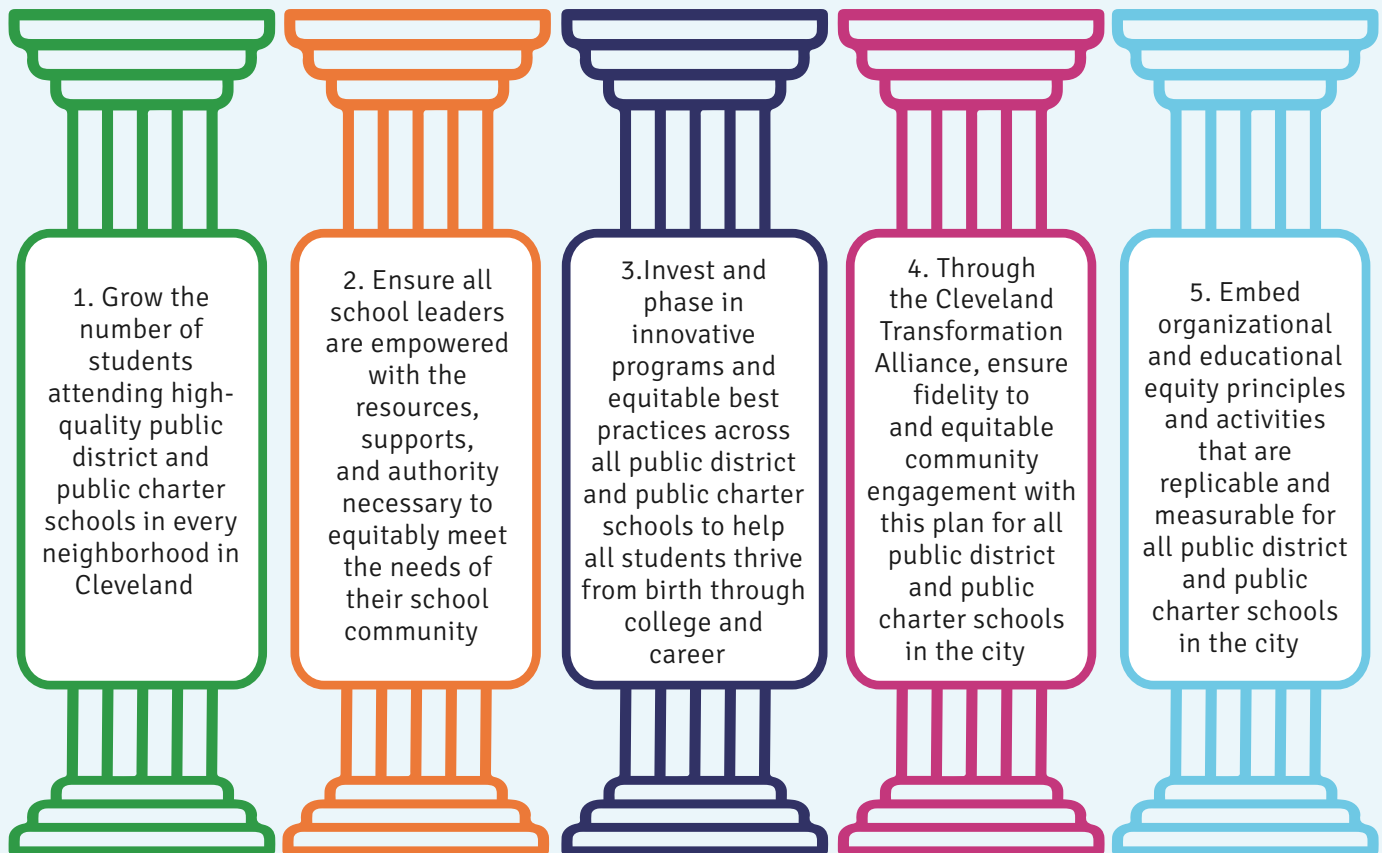 1. Grow the
number of
students
attending high-
quality public
district and
public charter
schools in every
neighborhood in
Cleveland
2. Ensure all
school leaders
are empowered
with the
resources,
supports,
and authority
necessary to
equitably meet
the needs of
their school
community
3.Invest and
phase in
innovative
programs and
equitable best
practices across
all public district
and public charter
schools to help
all students thrive
from birth through
college and
career
4. Through
the Cleveland
Transformation
Alliance, ensure
fidelity to
and equitable
community
engagement with
this plan for all
public district
and public
charter schools
in the city
5. Embed
organizational
and educational
equity principles
and activities
that are
replicable and
measurable for
all public district
and public
charter schools
in the city